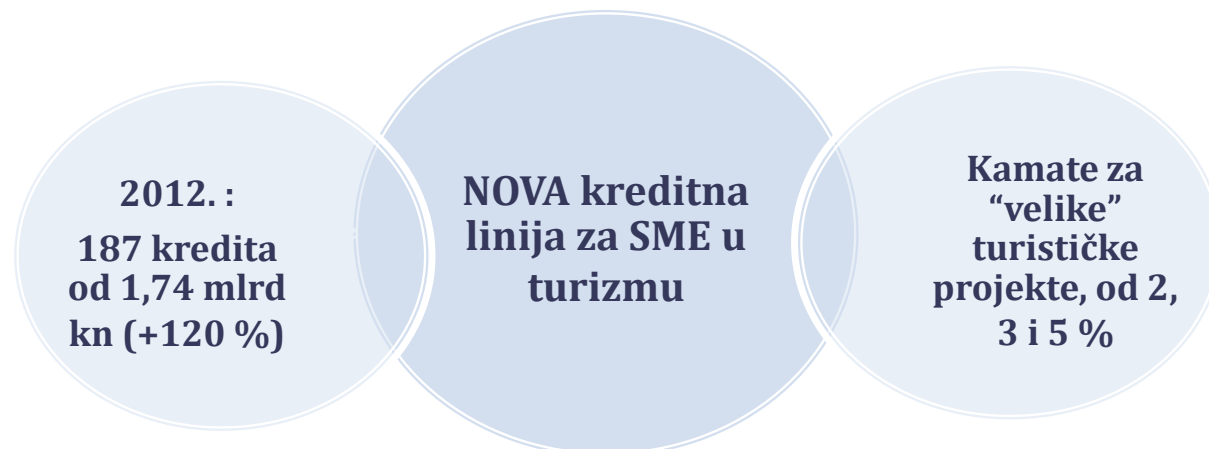 2012. :
187 kredita
od 1,74 mlrd
kn (+120 %)
NOVA kreditna
linija za SME u
turizmu
Kamate za
“velike”
turističke
projekte, od 2,
3 i 5 %